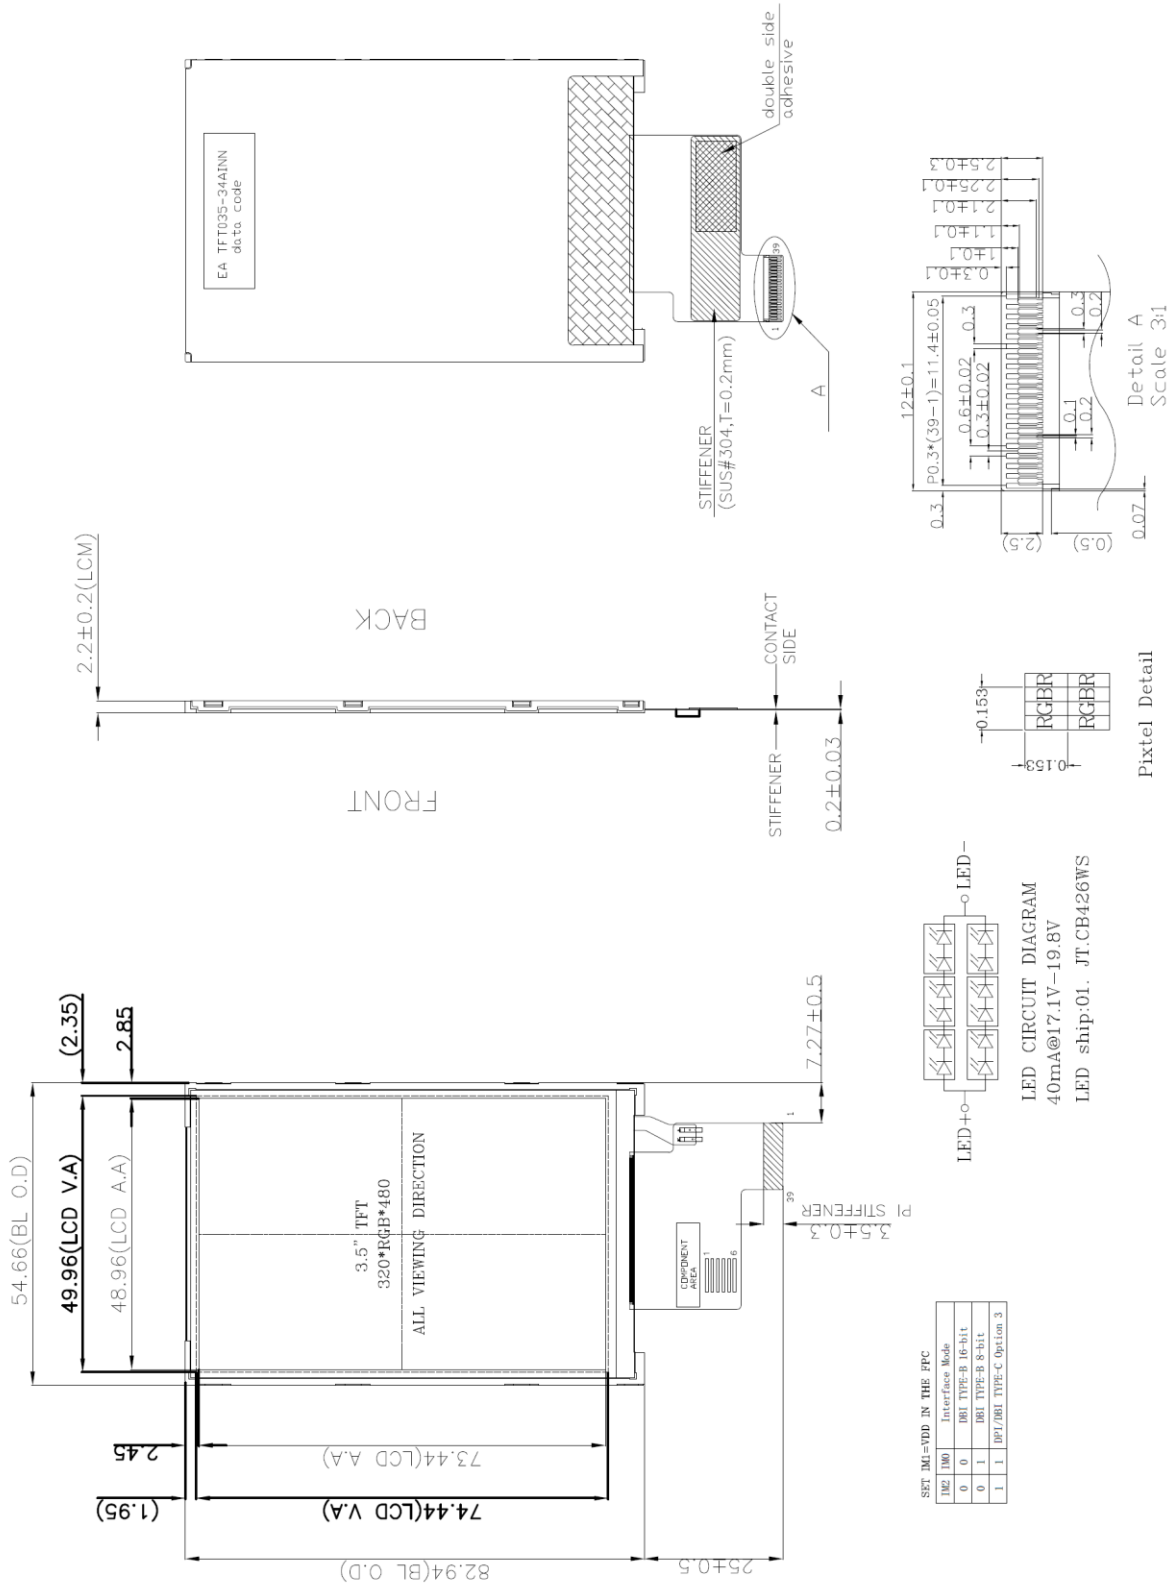 EA TFT035-34AINN
data code
double side
adhesive
STIFFENER
(SUS#304,T=0.2mm)
1
39
A
2.5±0.3
2.25±0.1
2.1±0.1
1.1±0.1
1±0.1
0.3±0.1
12±0.1
P0.3*(39-1)=11.4±0.05
0.3
0.6±0.02
0.3±0.02
0.3
0.3
0.2
0.1
0.2
(2.5)
(0.5)
0.07
Detail A
Scale 3:1
2.2±0.2(LCM)
BACK
FRONT
CONTACT
SIDE
STIFFENER
0.2±0.03
0.153
0.153
RGBR
RGBR
Pixtel Detail
LED+
LED-
LED CIRCUIT DIAGRAM
40mA@17.1V-19.8V
LED ship:01. JT.CB426WS
(2.35)
2.85
54.66(BL O.D)
49.96(LCD V.A)
48.96(LCD A.A)
3.5" TFT
320*RGB*480
ALL VIEWING DIRECTION
7.27±0.5
1
39
COMPONENT
AREA
1
6
PI STIFFENER
3.5±0.3
2.45
(1.95)
73.44(LCD A.A)
74.44(LCD V.A)
82.94(BL O.D)
25±0.5
SET IM1=VDD IN THE FPC
IM2 IM0 Interface Mode
0 0 DBI TYPE-B 16-bit
0 1 DBI TYPE-B 8-bit
1 1 DPI/DBI TYPE-C Option 3